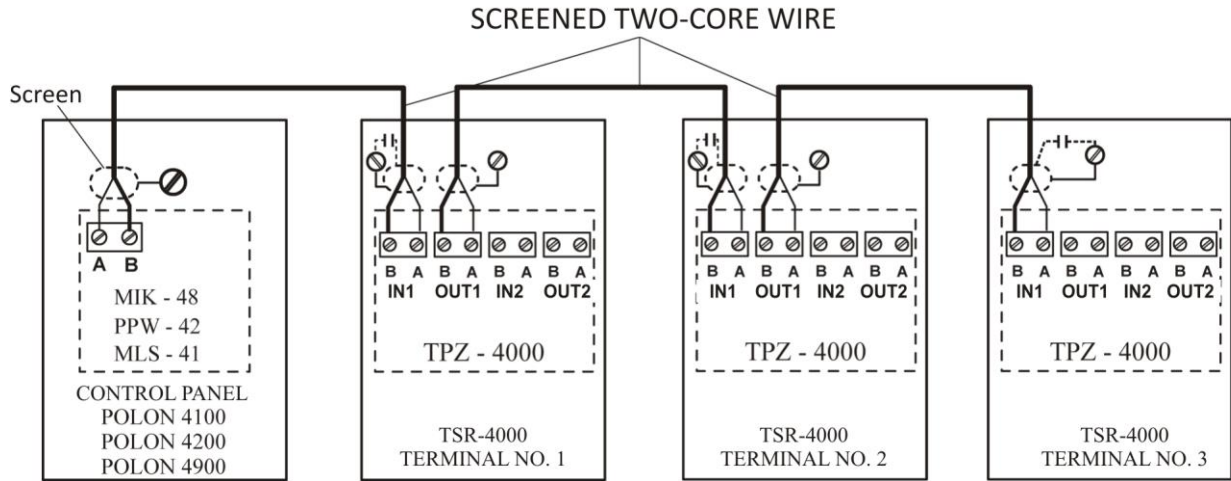 SCREENED TWO-CORE WIRE
Screen
A B
MIK - 48
PPW - 42
MLS - 41
CONTROL PANEL
POLON 4100
POLON 4200
POLON 4900
B A B A B A B A
IN1 OUT1 IN2 OUT2
TPZ - 4000
TSR-4000
TERMINAL NO. 1
B A B A B A B A
IN1 OUT1 IN2 OUT2
TPZ - 4000
TSR-4000
TERMINAL NO. 2
B A B A B A B A
IN1 OUT1 IN2 OUT2
TPZ - 4000
TSR-4000
TERMINAL NO. 3